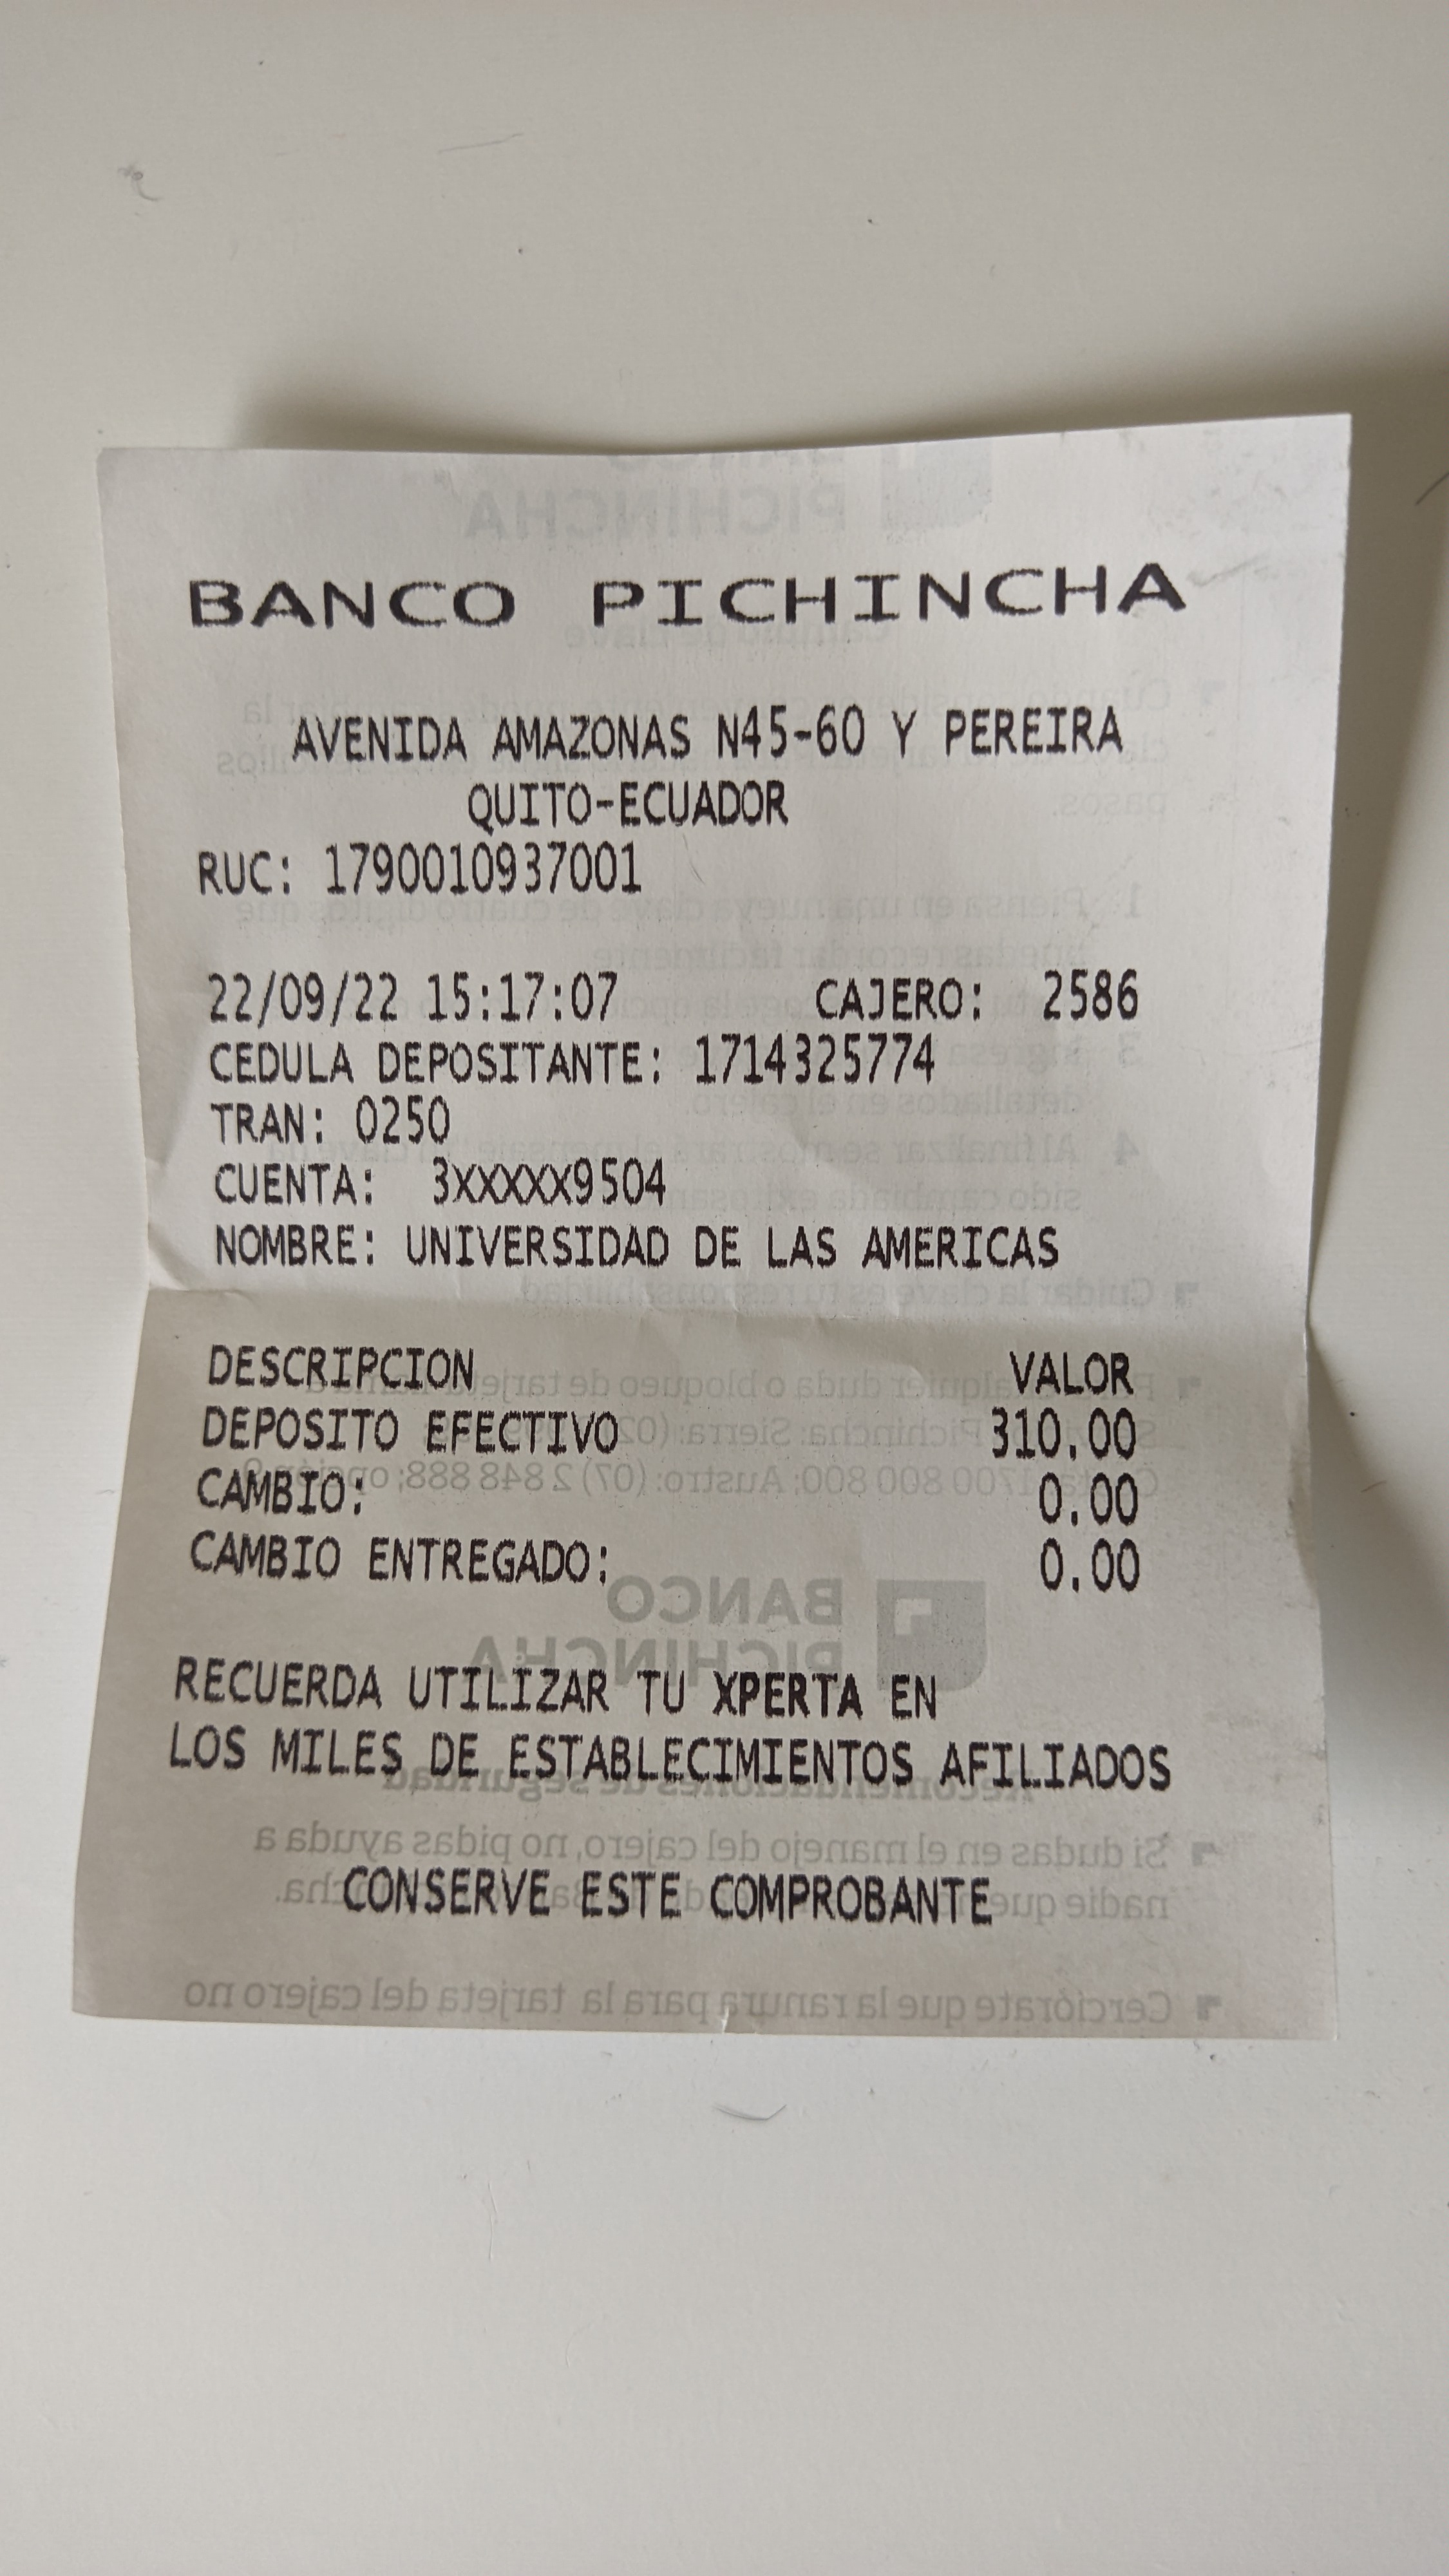 BANCO PICHINCHA
AVENIDA AMAZONAS N45-60 Y PEREIRA
QUITO-ECUADOR
RUC: 1790010937001
22/09/22 15:17:07 CAJERO: 2586
CEDULA DEPOSITANTE: 1714325774
TRAN: 0250
CUENTA: 3XXXXX9504
NOMBRE: UNIVERSIDAD DE LAS AMERICAS
DESCRIPCION VALOR
DEPOSITO EFECTIVO 310.00
CAMBIO: 0.00
CAMBIO ENTREGADO: 0.00
RECUERDA UTILIZAR TU XPERTA EN
LOS MILES DE ESTABLECIMIENTOS AFILIADOS
CONSERVE ESTE COMPROBANTE